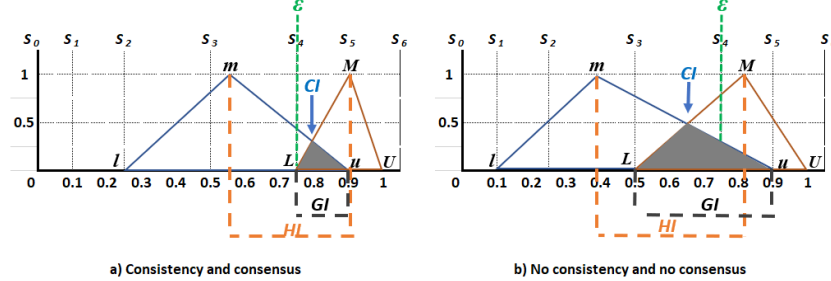 ε ε
S0 S1 S2 S3 S4 S5 S6 S0 S1 S2 S3 S4 S5 S
m M m M
1 1
CI CI
0.5 0.5
l L u U l L u U
0 0.1 0.2 0.3 0.4 0.5 0.6 0.7 0.8 0.9 1 0 0.1 0.2 0.3 0.4 0.5 0.6 0.7 0.8 0.9 1
GI GI
HI HI
a) Consistency and consensus b) No consistency and no consensus